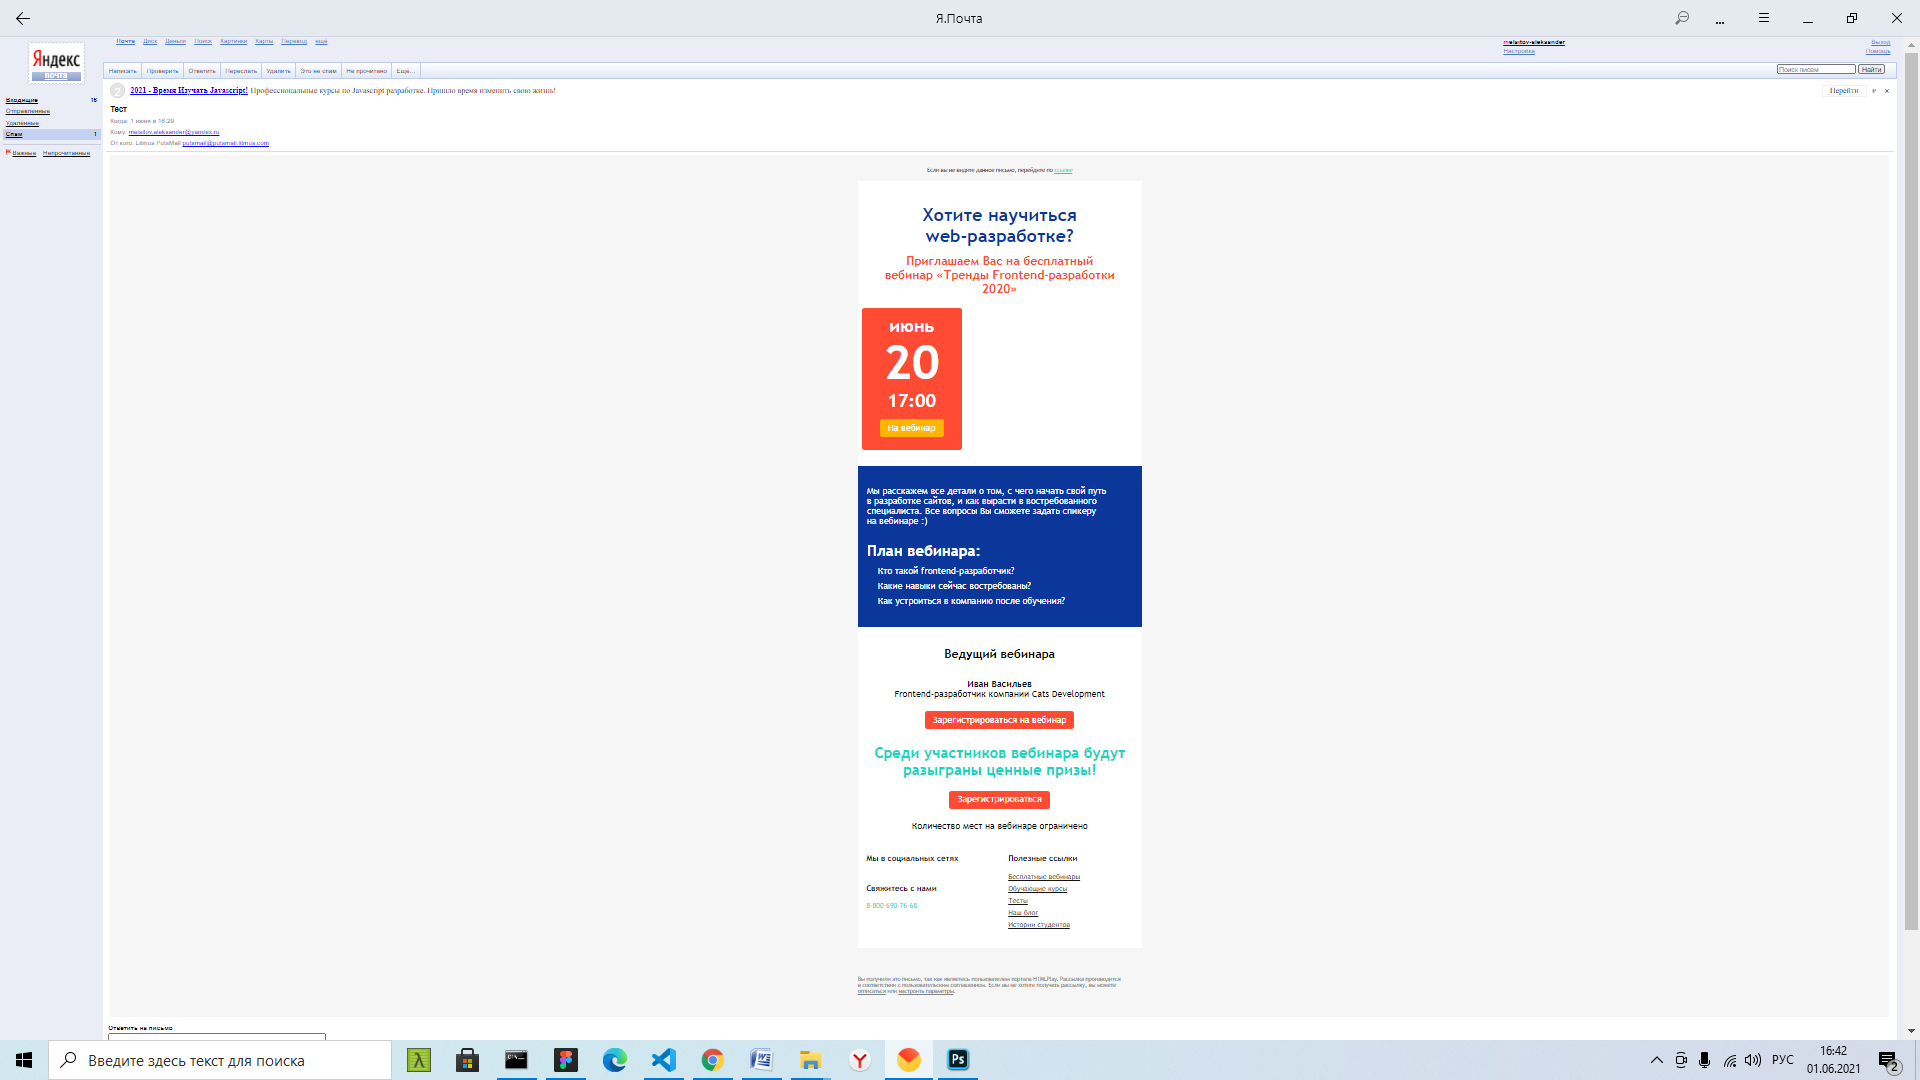 Я.Почта
Яндекс
почта
Почта Диск Деньги Поиск Картинки Карты Перевод ещё
melsitov-aleksander
Настройка
Выход
Помощь
Написать Проверить Ответить Переслать Удалить Это не спам Не прочитано Ещё...
Поиск писем Найти
Входящие 16
Отправленные
Удалённые
Спам 1
Важные Непрочитанные
2021 - Время Изучать Javascript! Профессиональные курсы по Javascript разработке. Пришло время изменить свою жизнь!
Перейти
Тест
Когда: 1 июня в 16:29
Кому: melsitov.aleksander@yandex.ru
От кого: Litmus PutsMail putsmail@putsmail.litmus.com
Если вы не видите данное письмо, перейдите по ссылке
Хотите научиться
web-разработке?
Приглашаем Вас на бесплатный
вебинар «Тренды Frontend-разработки
2020»
июнь
20
17:00
На вебинар
Мы расскажем все детали о том, с чего начать свой путь
в разработке сайтов, и как вырасти в востребованного
специалиста. Все вопросы Вы сможете задать спикеру
на вебинаре :)
План вебинара:
Кто такой frontend-разработчик?
Какие навыки сейчас востребованы?
Как устроиться в компанию после обучения?
Ведущий вебинара
Иван Васильев
Frontend-разработчик компании Cats Development
Зарегистрироваться на вебинар
Среди участников вебинара будут
разыграны ценные призы!
Зарегистрироваться
Количество мест на вебинаре ограничено
Мы в социальных сетях
Свяжитесь с нами
8-800-690-76-68
Полезные ссылки
Бесплатные вебинары
Обучающие курсы
Тесты
Наш блог
Истории студентов
Вы получили это письмо, так как являетесь пользователем портала HTMLPlay. Рассылка производится
в соответствии с пользовательским соглашением. Если вы не хотите получать рассылку, вы можете
отписаться или настроить параметры.
Ответить на письмо
Введите здесь текст для поиска
РУС
16:42
01.06.2021
2